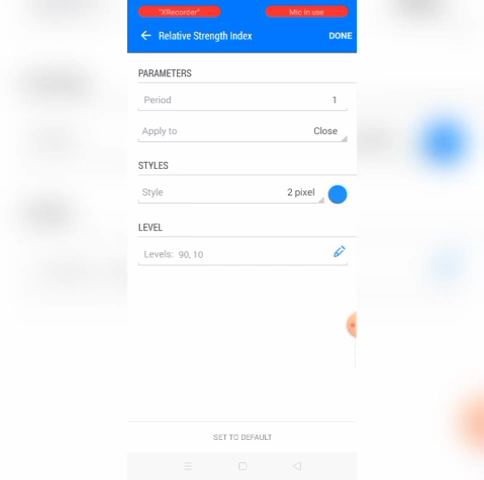 "XRecorder" Mic in use
Relative Strength Index DONE
PARAMETERS
Period 1
Apply to Close
STYLES
Style 2 pixel
LEVEL
Levels: 90, 10
SET TO DEFAULT